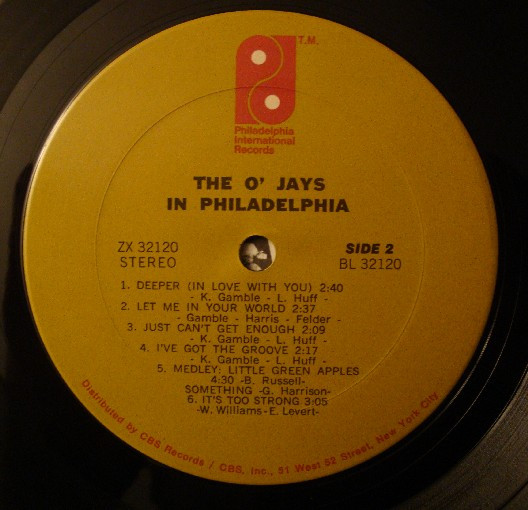 T.M.
Philadelphia
International
Records
THE O' JAYS
IN PHILADELPHIA
ZX 32120
STEREO
SIDE 2
BL 32120
1. DEEPER (IN LOVE WITH YOU) 2:40
- K. Gamble - L. Huff -
2. LET ME IN YOUR WORLD 2:37
- Gamble - Harris - Felder -
3. JUST CAN'T GET ENOUGH 2:09
- K. Gamble - L. Huff -
4. I'VE GOT THE GROOVE 2:17
- K. Gamble - L. Huff -
5. MEDLEY: LITTLE GREEN APPLES
4:30 -B. Russell-
SOMETHING -G. Harrison-
6. IT'S TOO STRONG 3:05
-W. Williams-E. Levert-
Distributed by CBS Records / CBS, Inc., 51 West 52 Street, New York City